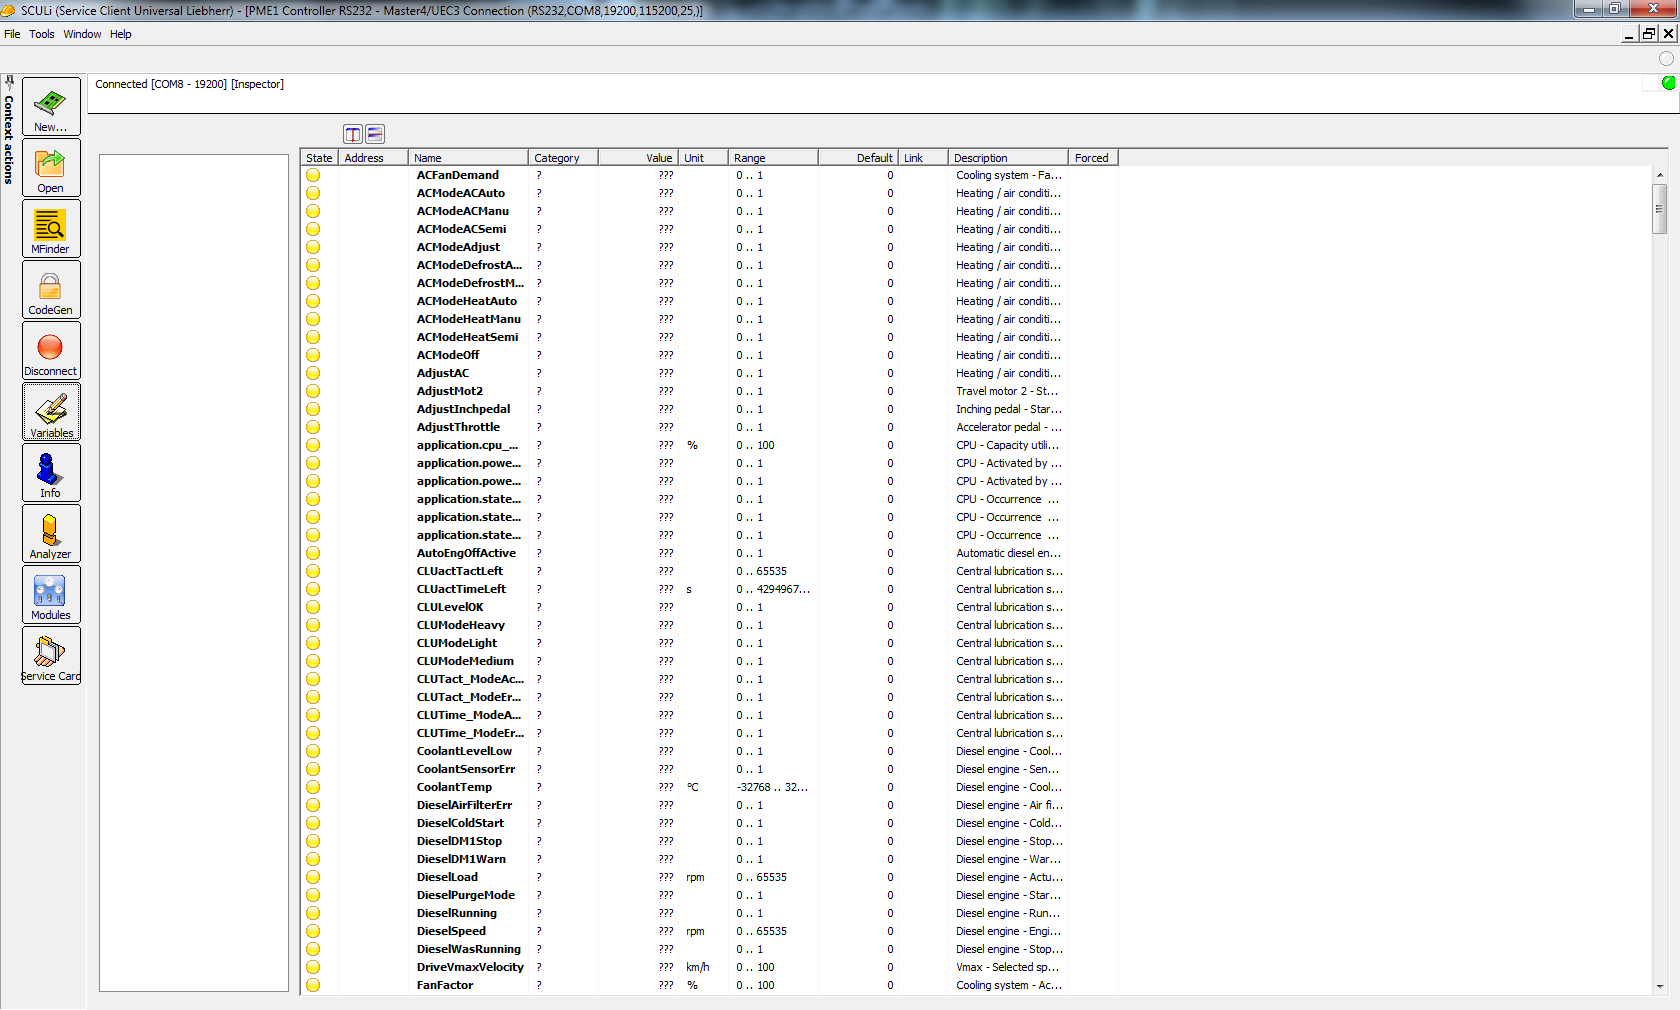 SCULi (Service Client Universal Liebherr) - [PME1 Controller RS232 - Master4/UEC3 Connection (RS232,COM8,19200,115200,25,)]
File Tools Window Help
Connected [COM8 - 19200] [Inspector]
Context actions
New...
Open
MFinder
CodeGen
Disconnect
Variables
Info
Analyzer
Modules
Service Card
State Address Name Category Value Unit Range Default Link Description Forced
ACFanDemand ? ??? 0 .. 1 0 Cooling system - Fa...
ACModeACAuto ? ??? 0 .. 1 0 Heating / air conditi...
ACModeACManu ? ??? 0 .. 1 0 Heating / air conditi...
ACModeACSemi ? ??? 0 .. 1 0 Heating / air conditi...
ACModeAdjust ? ??? 0 .. 1 0 Heating / air conditi...
ACModeDefrostA... ? ??? 0 .. 1 0 Heating / air conditi...
ACModeDefrostM... ? ??? 0 .. 1 0 Heating / air conditi...
ACModeHeatAuto ? ??? 0 .. 1 0 Heating / air conditi...
ACModeHeatManu ? ??? 0 .. 1 0 Heating / air conditi...
ACModeHeatSemi ? ??? 0 .. 1 0 Heating / air conditi...
ACModeOff ? ??? 0 .. 1 0 Heating / air conditi...
AdjustAC ? ??? 0 .. 1 0 Heating / air conditi...
AdjustMot2 ? ??? 0 .. 1 0 Travel motor 2 - St...
AdjustInchpedal ? ??? 0 .. 1 0 Inching pedal - Star...
AdjustThrottle ? ??? 0 .. 1 0 Accelerator pedal - ...
application.cpu_... ? ??? % 0 .. 100 0 CPU - Capacity utili...
application.powe... ? ??? 0 .. 1 0 CPU - Activated by ...
application.powe... ? ??? 0 .. 1 0 CPU - Activated by ...
application.state... ? ??? 0 .. 1 0 CPU - Occurrence ...
application.state... ? ??? 0 .. 1 0 CPU - Occurrence ...
application.state... ? ??? 0 .. 1 0 CPU - Occurrence ...
AutoEngOffActive ? ??? 0 .. 1 0 Automatic diesel en...
CLUactTactLeft ? ??? 0 .. 65535 0 Central lubrication s...
CLUactTimeLeft ? ??? s 0 .. 4294967... 0 Central lubrication s...
CLULevelOK ? ??? 0 .. 1 0 Central lubrication s...
CLUModeHeavy ? ??? 0 .. 1 0 Central lubrication s...
CLUModeLight ? ??? 0 .. 1 0 Central lubrication s...
CLUModeMedium ? ??? 0 .. 1 0 Central lubrication s...
CLUTact_ModeAc... ? ??? 0 .. 1 0 Central lubrication s...
CLUTact_ModeEr... ? ??? 0 .. 1 0 Central lubrication s...
CLUTime_ModeA... ? ??? 0 .. 1 0 Central lubrication s...
CLUTime_ModeEr... ? ??? 0 .. 1 0 Central lubrication s...
CoolantLevelLow ? ??? 0 .. 1 0 Diesel engine - Cool...
CoolantSensorErr ? ??? 0 .. 1 0 Diesel engine - Sen...
CoolantTemp ? ??? °C -32768 .. 32... 0 Diesel engine - Cool...
DieselAirFilterErr ? ??? 0 .. 1 0 Diesel engine - Air fi...
DieselColdStart ? ??? 0 .. 1 0 Diesel engine - Cold...
DieselDM1Stop ? ??? 0 .. 1 0 Diesel engine - Stop...
DieselDM1Warn ? ??? 0 .. 1 0 Diesel engine - War...
DieselLoad ? ??? rpm 0 .. 65535 0 Diesel engine - Actu...
DieselPurgeMode ? ??? 0 .. 1 0 Diesel engine - Star...
DieselRunning ? ??? 0 .. 1 0 Diesel engine - Run...
DieselSpeed ? ??? rpm 0 .. 65535 0 Diesel engine - Engi...
DieselWasRunning ? ??? 0 .. 1 0 Diesel engine - Stop...
DriveVmaxVelocity ? ??? km/h 0 .. 100 0 Vmax - Selected sp...
FanFactor ? ??? % 0 .. 100 0 Cooling system - Ac...